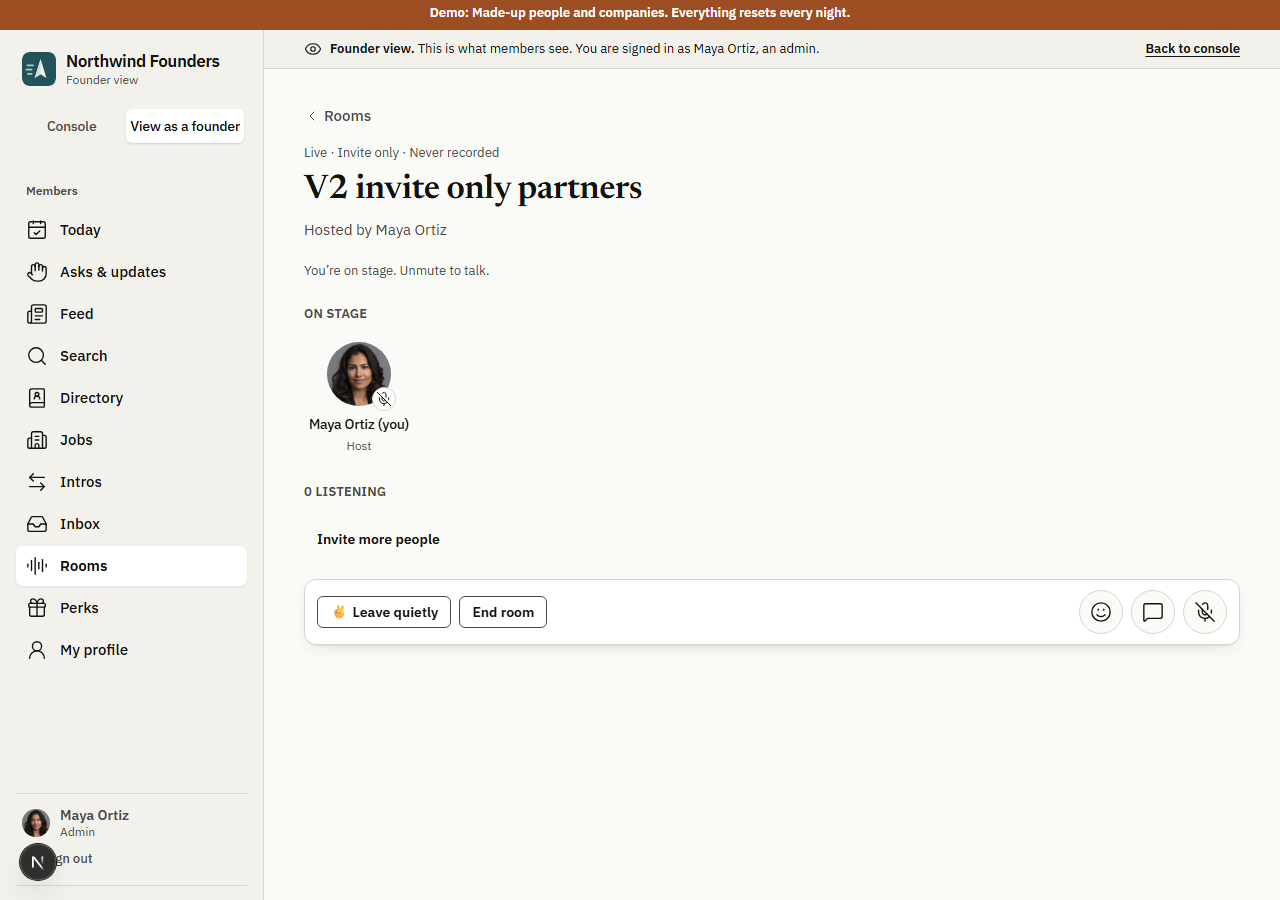 Demo: Made-up people and companies. Everything resets every night.
Northwind Founders
Founder view
Console
View as a founder
Members
Today
Asks & updates
Feed
Search
Directory
Jobs
Intros
Inbox
Rooms
Perks
My profile
Maya Ortiz
Admin
gn out
N
Founder view. This is what members see. You are signed in as Maya Ortiz, an admin.
Back to console
Rooms
Live · Invite only · Never recorded
V2 invite only partners
Hosted by Maya Ortiz
You’re on stage. Unmute to talk.
ON STAGE
Maya Ortiz (you)
Host
0 LISTENING
Invite more people
✌️ Leave quietly
End room